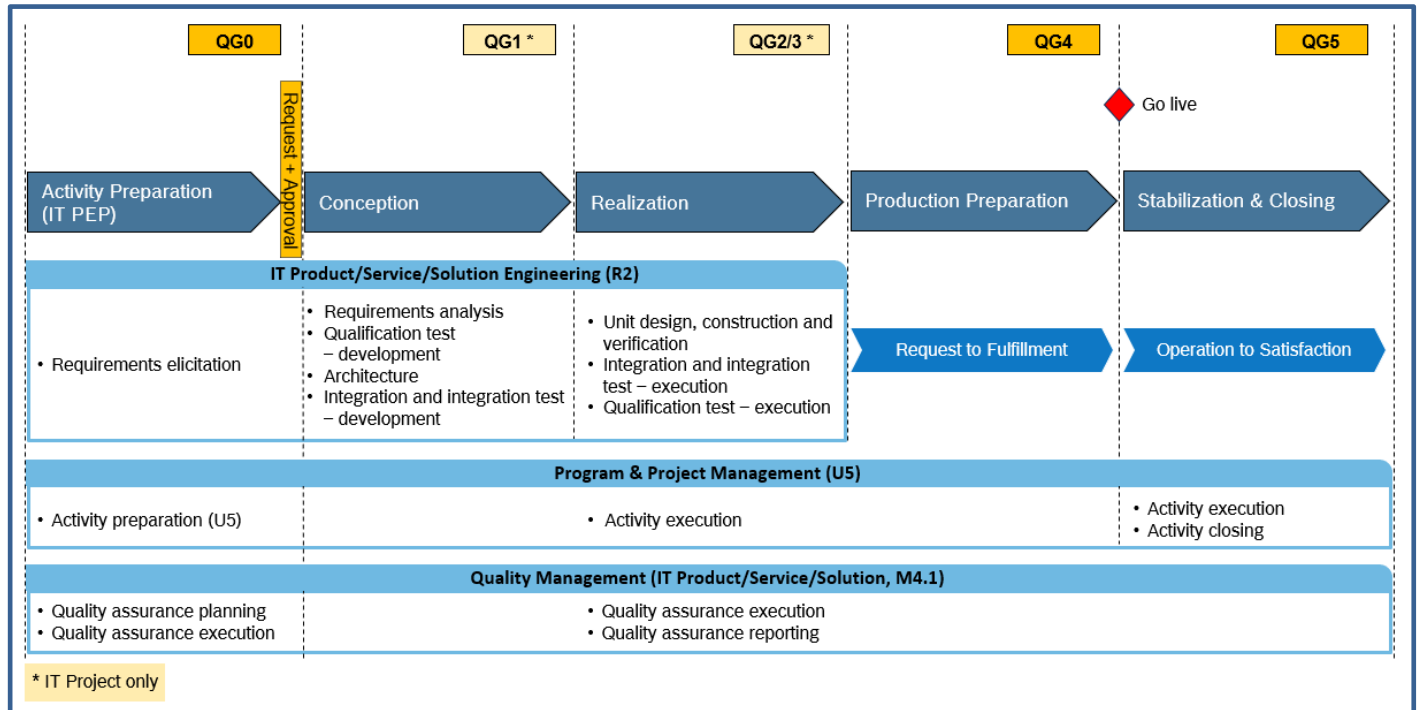 QG0
QG1 *
QG2/3 *
QG4
QG5
Request + Approval
Go live
Activity Preparation
(IT PEP)
Conception
Realization
Production Preparation
Stabilization & Closing
IT Product/Service/Solution Engineering (R2)
• Requirements elicitation
• Requirements analysis
• Qualification test
– development
• Architecture
• Integration and integration test
– development
• Unit design, construction and
verification
• Integration and integration
test – execution
• Qualification test – execution
Request to Fulfillment
Operation to Satisfaction
Program & Project Management (U5)
• Activity preparation (U5)
• Activity execution
• Activity execution
• Activity closing
Quality Management (IT Product/Service/Solution, M4.1)
• Quality assurance planning
• Quality assurance execution
• Quality assurance execution
• Quality assurance reporting
* IT Project only